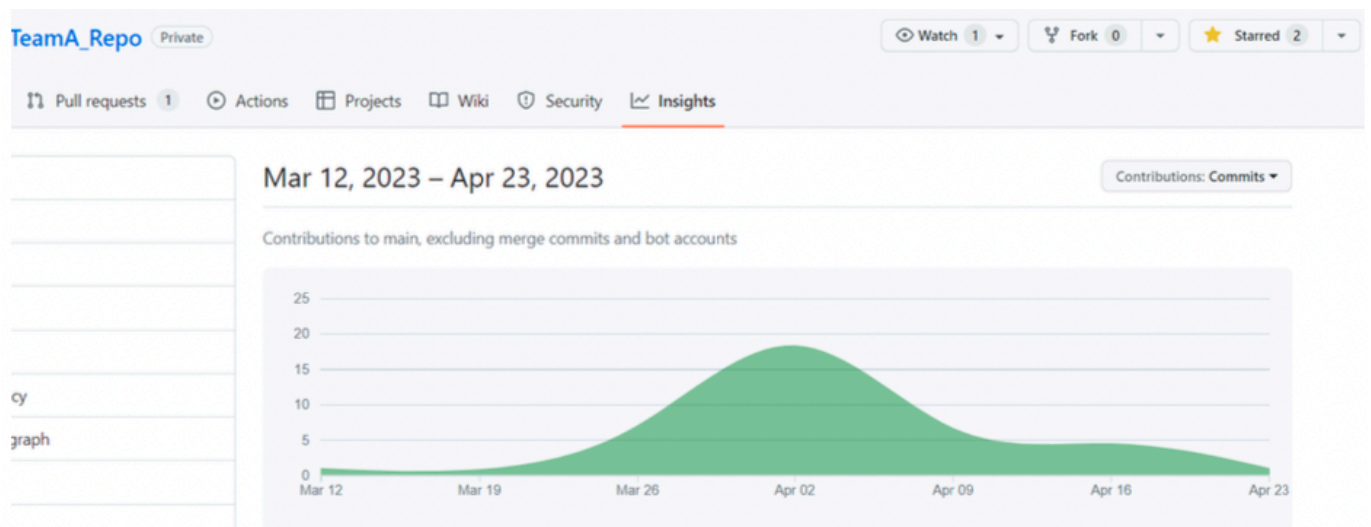 TeamA_Repo Private Watch 1 Fork 0 Starred 2
Pull requests 1 Actions Projects Wiki Security Insights
Mar 12, 2023 – Apr 23, 2023 Contributions: Commits
Contributions to main, excluding merge commits and bot accounts
25
20
15
10
5
0
Mar 12 Mar 19 Mar 26 Apr 02 Apr 09 Apr 16 Apr 23
cy
graph